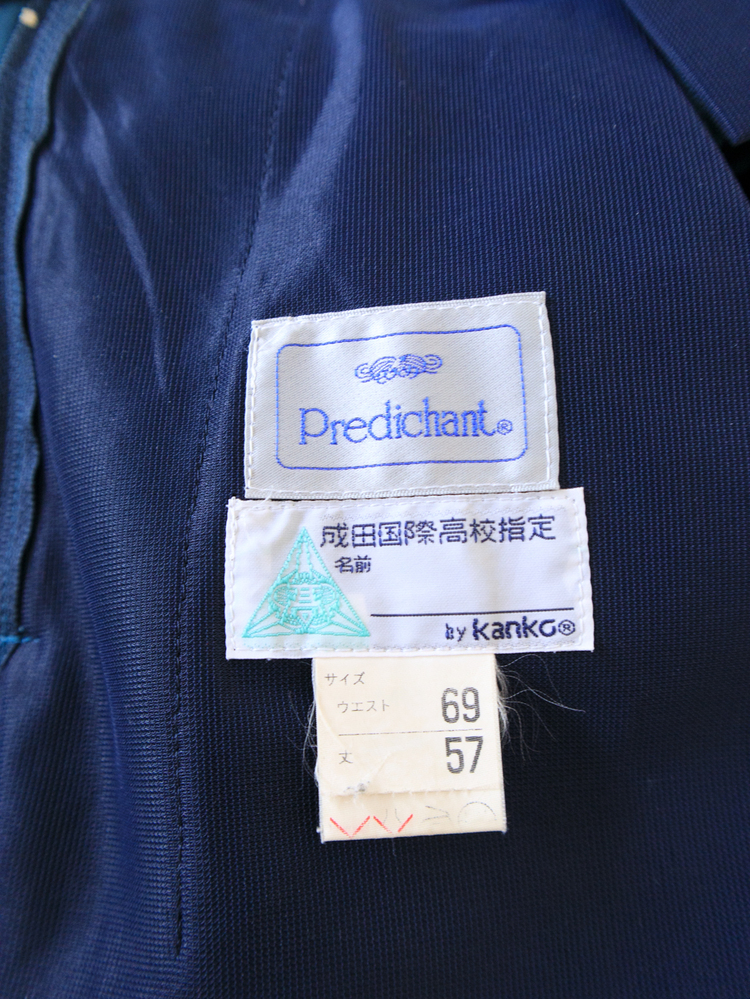 Predichant®
成田国際高校指定
名前
高
by Kanko®
サイズ
ウエスト 69
丈 57